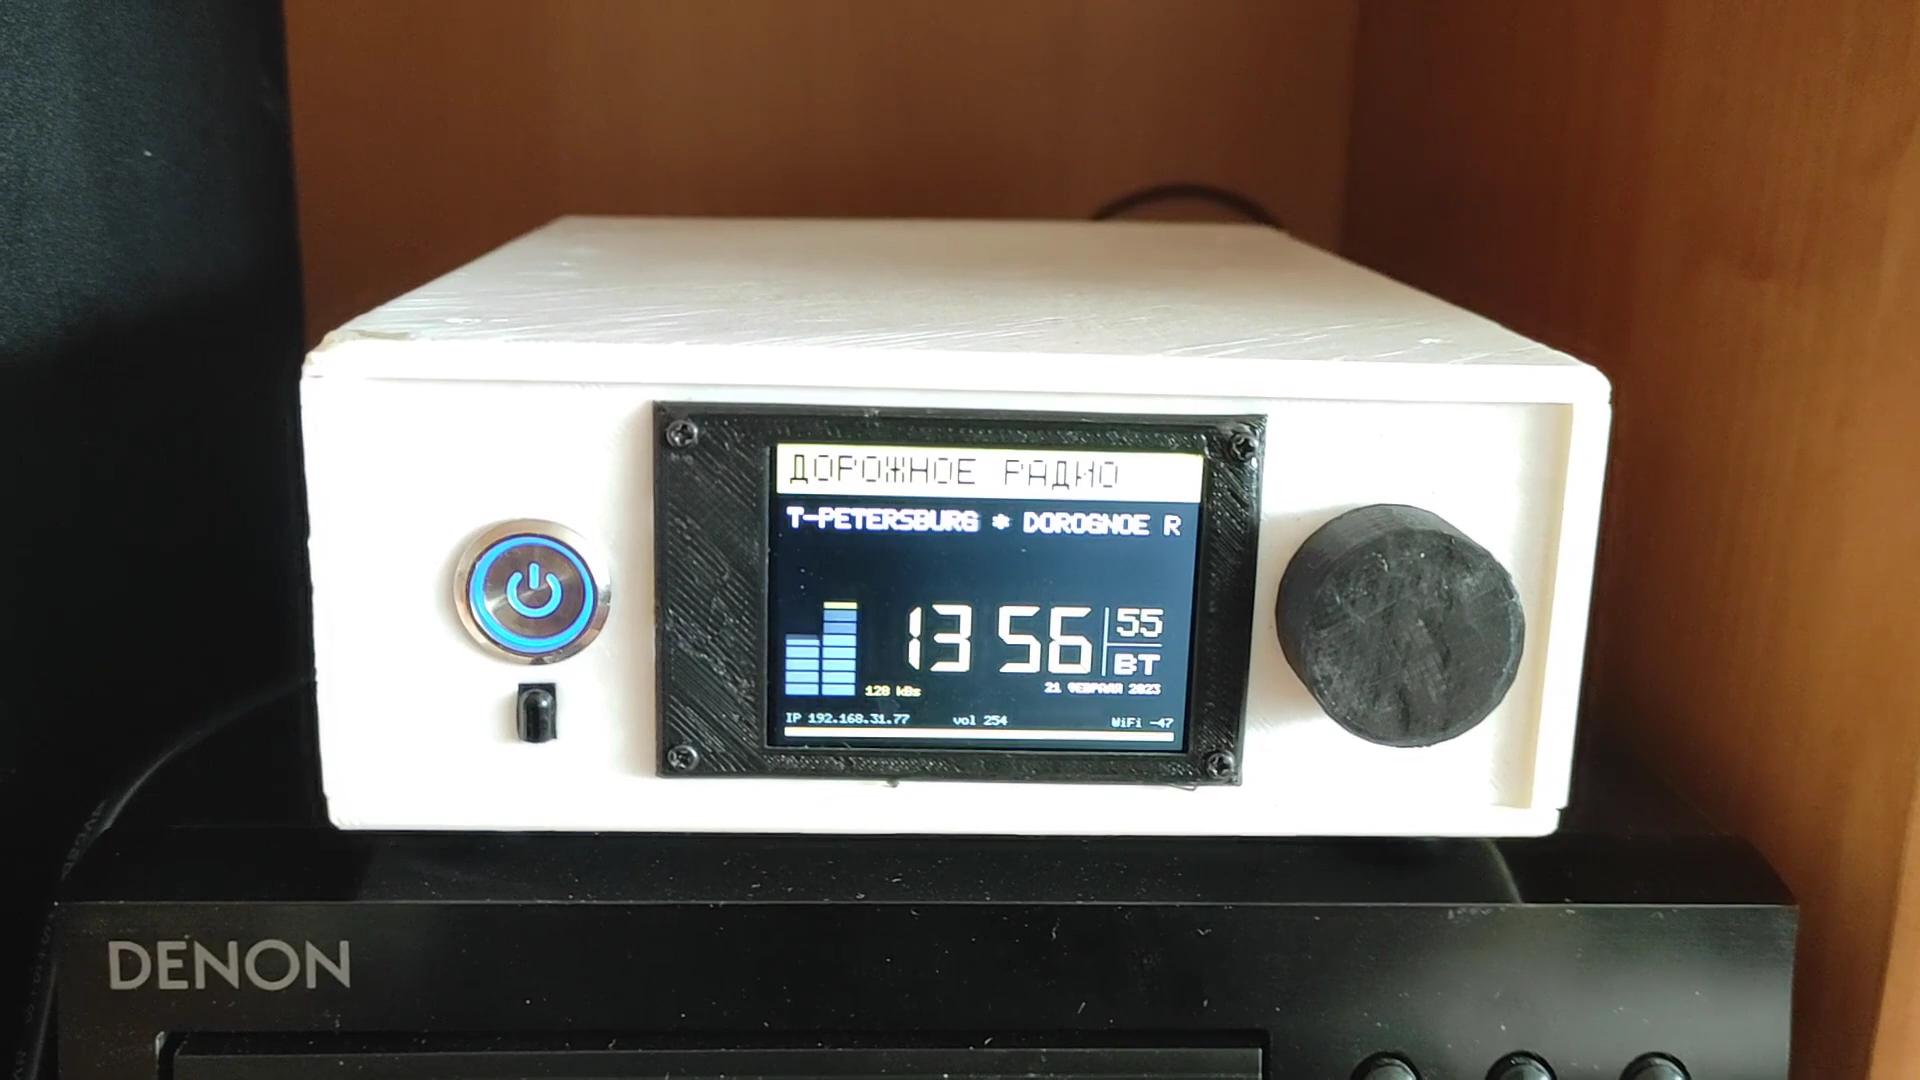 ДОРОЖНОЕ РАДИО
T-PETERSBURG * DOROGNOE R
13 56 55
ВТ
128 kBs
21 ФЕВРАЛЯ 2023
IP 192.168.31.77 vol 254 WiFi -47
DENON